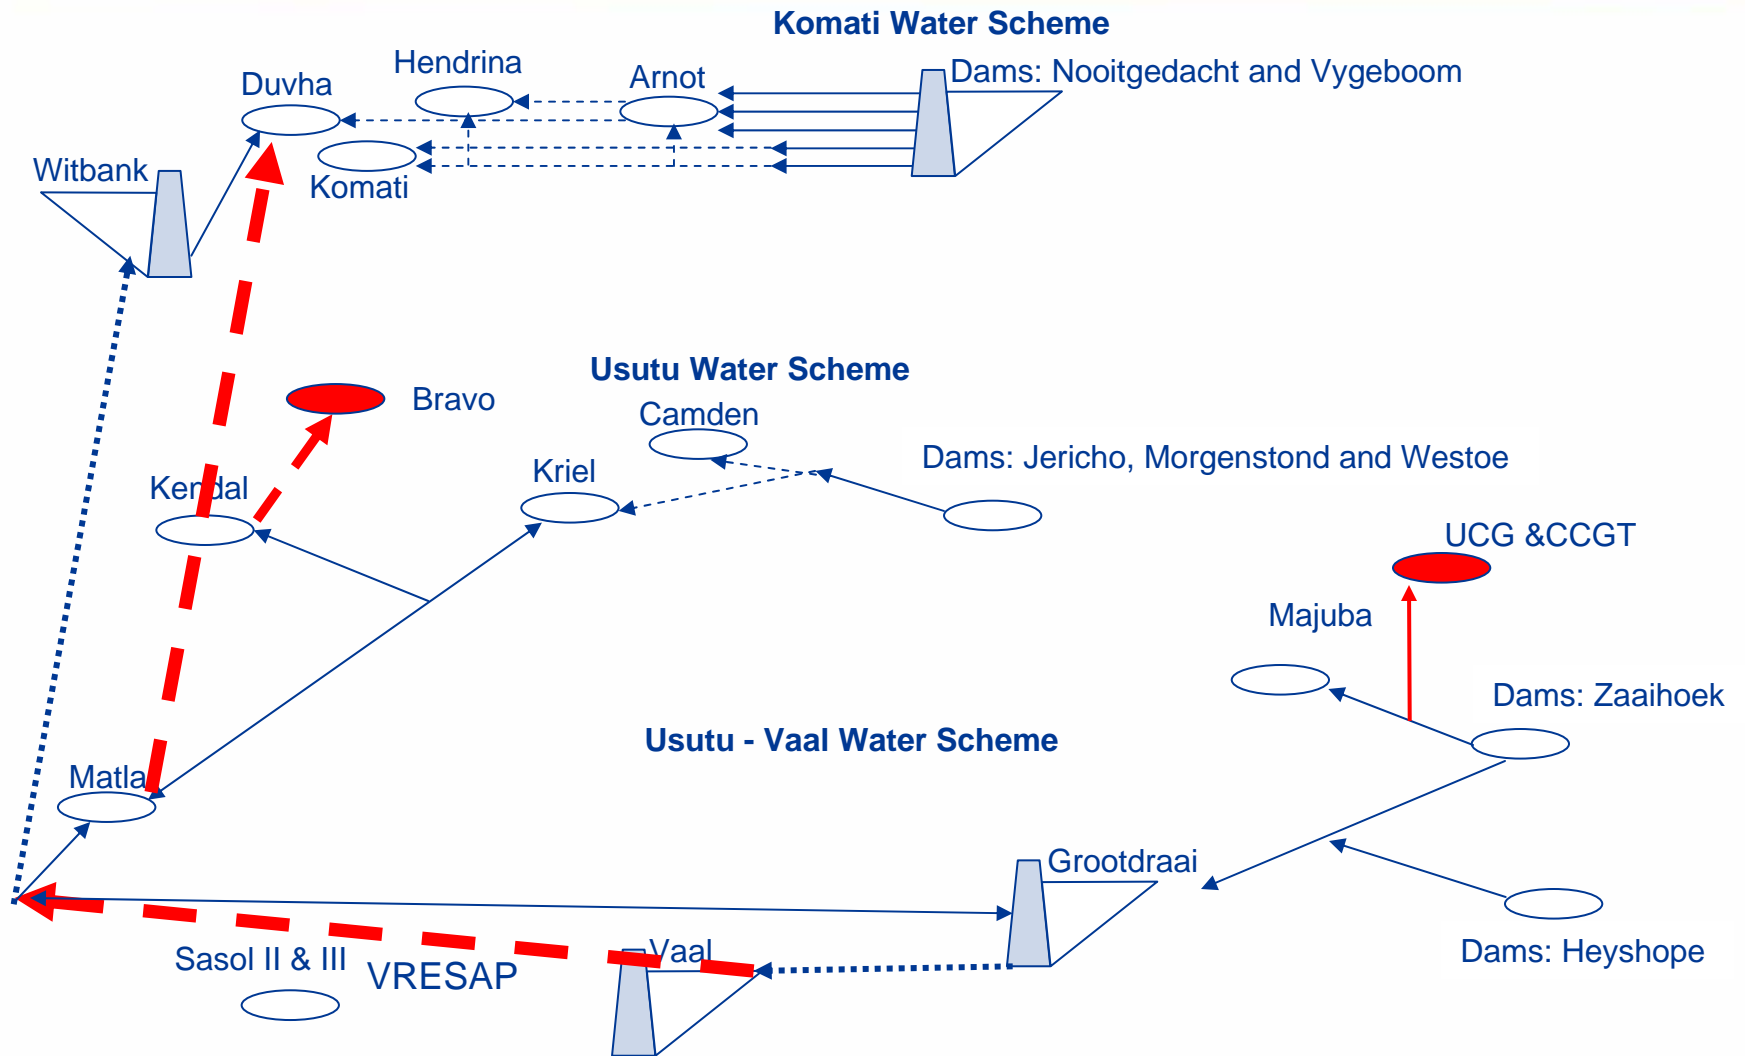 Komati Water Scheme
Hendrina
Arnot
Dams: Nooitgedacht and Vygeboom
Duvha
Witbank
Komati
Usutu Water Scheme
Bravo
Camden
Dams: Jericho, Morgenstond and Westoe
Kriel
Kendal
UCG &CCGT
Majuba
Dams: Zaaihoek
Usutu - Vaal Water Scheme
Matla
Grootdraai
Dams: Heyshope
Vaal
Sasol II & III
VRESAP